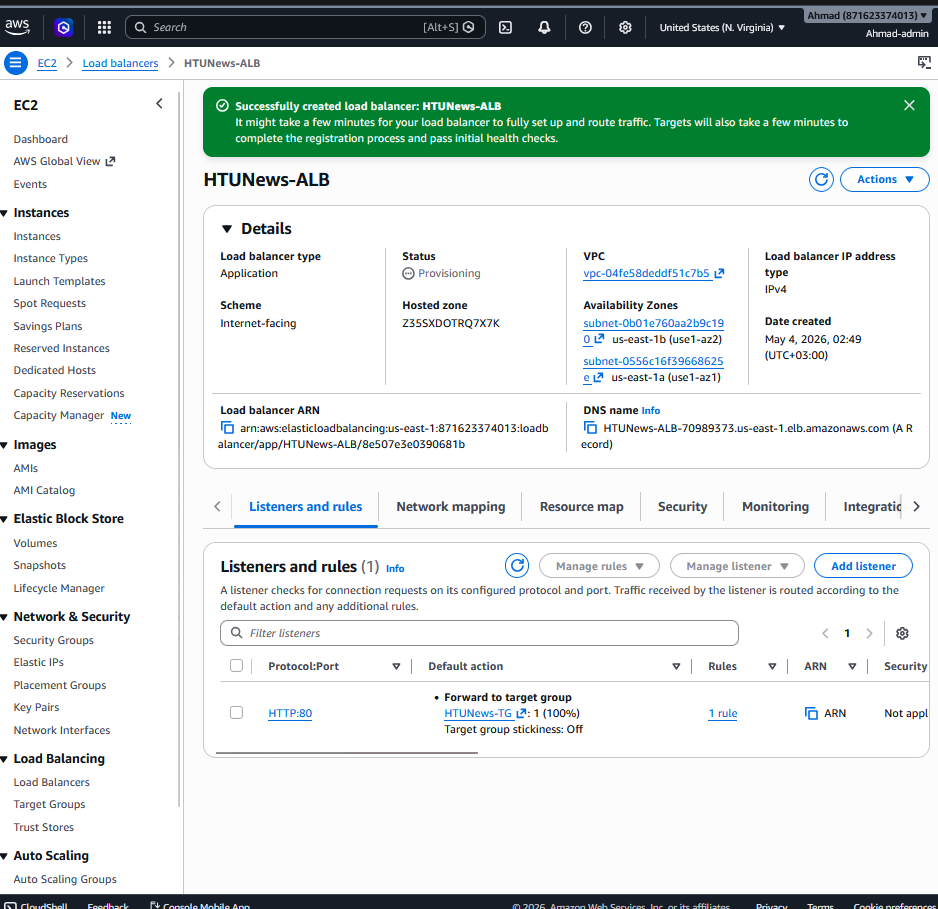 aws
Search
[Alt+S]
United States (N. Virginia)
Ahmad (871623374013)
Ahmad-admin
EC2
Load balancers
HTUNews-ALB
EC2
Dashboard
AWS Global View
Events
Instances
Instances
Instance Types
Launch Templates
Spot Requests
Savings Plans
Reserved Instances
Dedicated Hosts
Capacity Reservations
Capacity Manager New
Images
AMIs
AMI Catalog
Elastic Block Store
Volumes
Snapshots
Lifecycle Manager
Network & Security
Security Groups
Elastic IPs
Placement Groups
Key Pairs
Network Interfaces
Load Balancing
Load Balancers
Target Groups
Trust Stores
Auto Scaling
Auto Scaling Groups
Successfully created load balancer: HTUNews-ALB
It might take a few minutes for your load balancer to fully set up and route traffic. Targets will also take a few minutes to
complete the registration process and pass initial health checks.
HTUNews-ALB
Actions
Details
Load balancer type
Application
Scheme
Internet-facing
Status
Provisioning
Hosted zone
Z35SXDOTRQ7X7K
VPC
vpc-04fe58deddf51c7b5
Availability Zones
subnet-0b01e760aa2b9c19
0 us-east-1b (use1-az2)
subnet-0556c16f39668625
e us-east-1a (use1-az1)
Load balancer IP address
type
IPv4
Date created
May 4, 2026, 02:49
(UTC+03:00)
Load balancer ARN
arn:aws:elasticloadbalancing:us-east-1:871623374013:loadb
alancer/app/HTUNews-ALB/8e507e3e0390681b
DNS name Info
HTUNews-ALB-70989373.us-east-1.elb.amazonaws.com (A R
ecord)
Listeners and rules
Network mapping
Resource map
Security
Monitoring
Integratic
Listeners and rules (1) Info
Manage rules
Manage listener
Add listener
A listener checks for connection requests on its configured protocol and port. Traffic received by the listener is routed according to the
default action and any additional rules.
Filter listeners
1
Protocol:Port
Default action
Rules
ARN
Security
HTTP:80
• Forward to target group
HTUNews-TG : 1 (100%)
Target group stickiness: Off
1 rule
ARN
Not appl
CloudShell
Feedback
Console Mobile App
© 2026, Amazon Web Services, Inc. or its affiliates.
Privacy
Terms
Cookie preferences